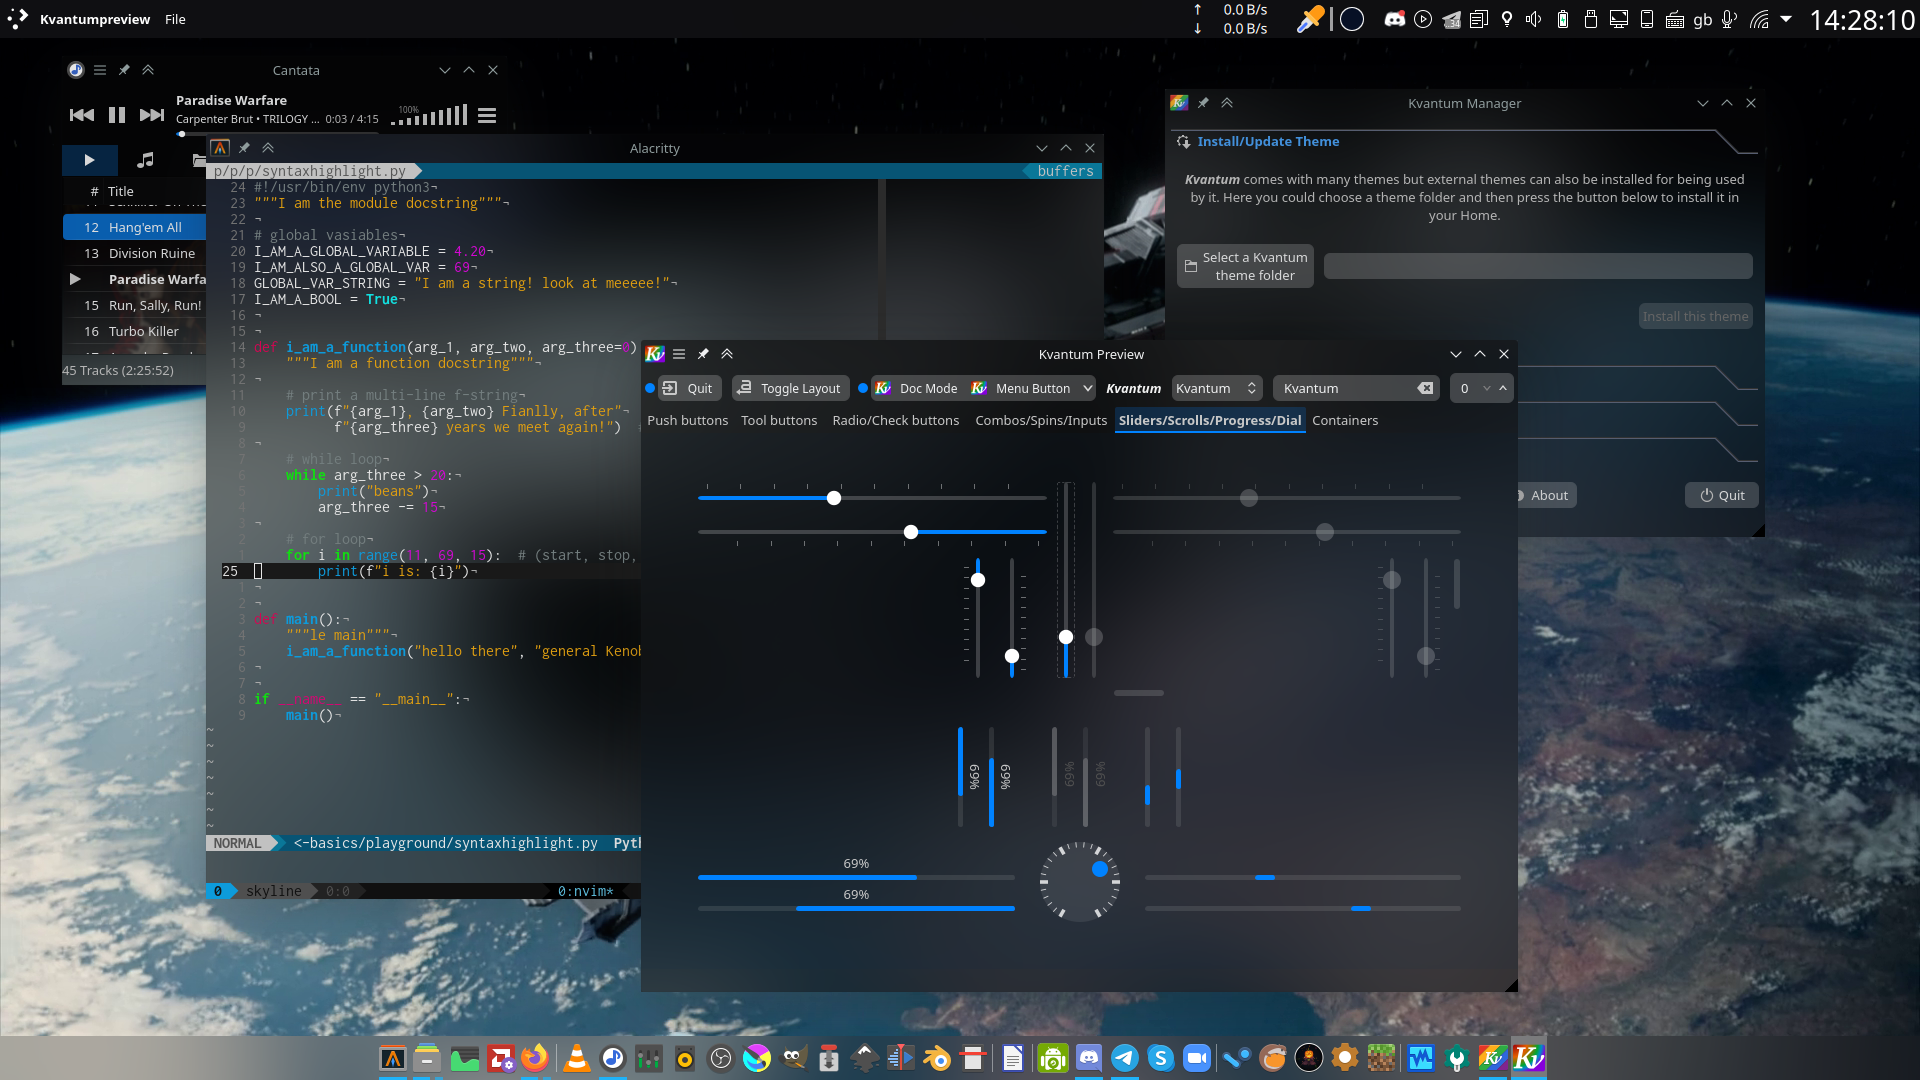 Kvantumpreview File
↑ 0.0 B/s
↓ 0.0 B/s
34
gb
14:28:10
Cantata
Paradise Warfare
Carpenter Brut • TRILOGY ... 0:03 / 4:15
100%
# Title
12 Hang'em All
13 Division Ruine
Paradise Warfa
15 Run, Sally, Run!
16 Turbo Killer
45 Tracks (2:25:52)
Alacritty
p/p/p/syntaxhighlight.py buffers
24 #!/usr/bin/env python3¬
23 """I am the module docstring"""¬
22 ¬
21 # global vasiables¬
20 I_AM_A_GLOBAL_VARIABLE = 4.20¬
19 I_AM_ALSO_A_GLOBAL_VAR = 69¬
18 GLOBAL_VAR_STRING = "I am a string! look at meeeee!"¬
17 I_AM_A_BOOL = True¬
16 ¬
15 ¬
14 def i_am_a_function(arg_1, arg_two, arg_three=0)
13 """I am a function docstring"""¬
12 ¬
11 # print a multi-line f-string
10 print(f"{arg_1}, {arg_two} Fianlly, after"
9 f"{arg_three} years we meet again!") #
8 ¬
7 # while loop
6 while arg_three > 20:¬
5 print("beans")¬
4 arg_three -= 15¬
3 ¬
2 # for loop¬
1 for i in range(11, 69, 15): # (start, stop,
25 print(f"i is: {i}")¬
1 ¬
2 ¬
3 def main():¬
4 """le main"""¬
5 i_am_a_function("hello there", "general Kenob
6 ¬
7 ¬
8 if __name__ == "__main__":¬
9 main()¬
~
~
~
~
~
~
~
NORMAL <-basics/playground/syntaxhighlight.py Pyth
0 skyline 0:0 0:nvim*
Kvantum Manager
Install/Update Theme
Kvantum comes with many themes but external themes can also be installed for being used
by it. Here you could choose a theme folder and then press the button below to install it in
your Home.
Select a Kvantum
theme folder
Install this theme
About Quit
Kvantum Preview
Quit Toggle Layout Doc Mode Menu Button Kvantum Kvantum Kvantum 0
Push buttons Tool buttons Radio/Check buttons Combos/Spins/Inputs Sliders/Scrolls/Progress/Dial Containers
69% 69% 69% 69%
69%
69%